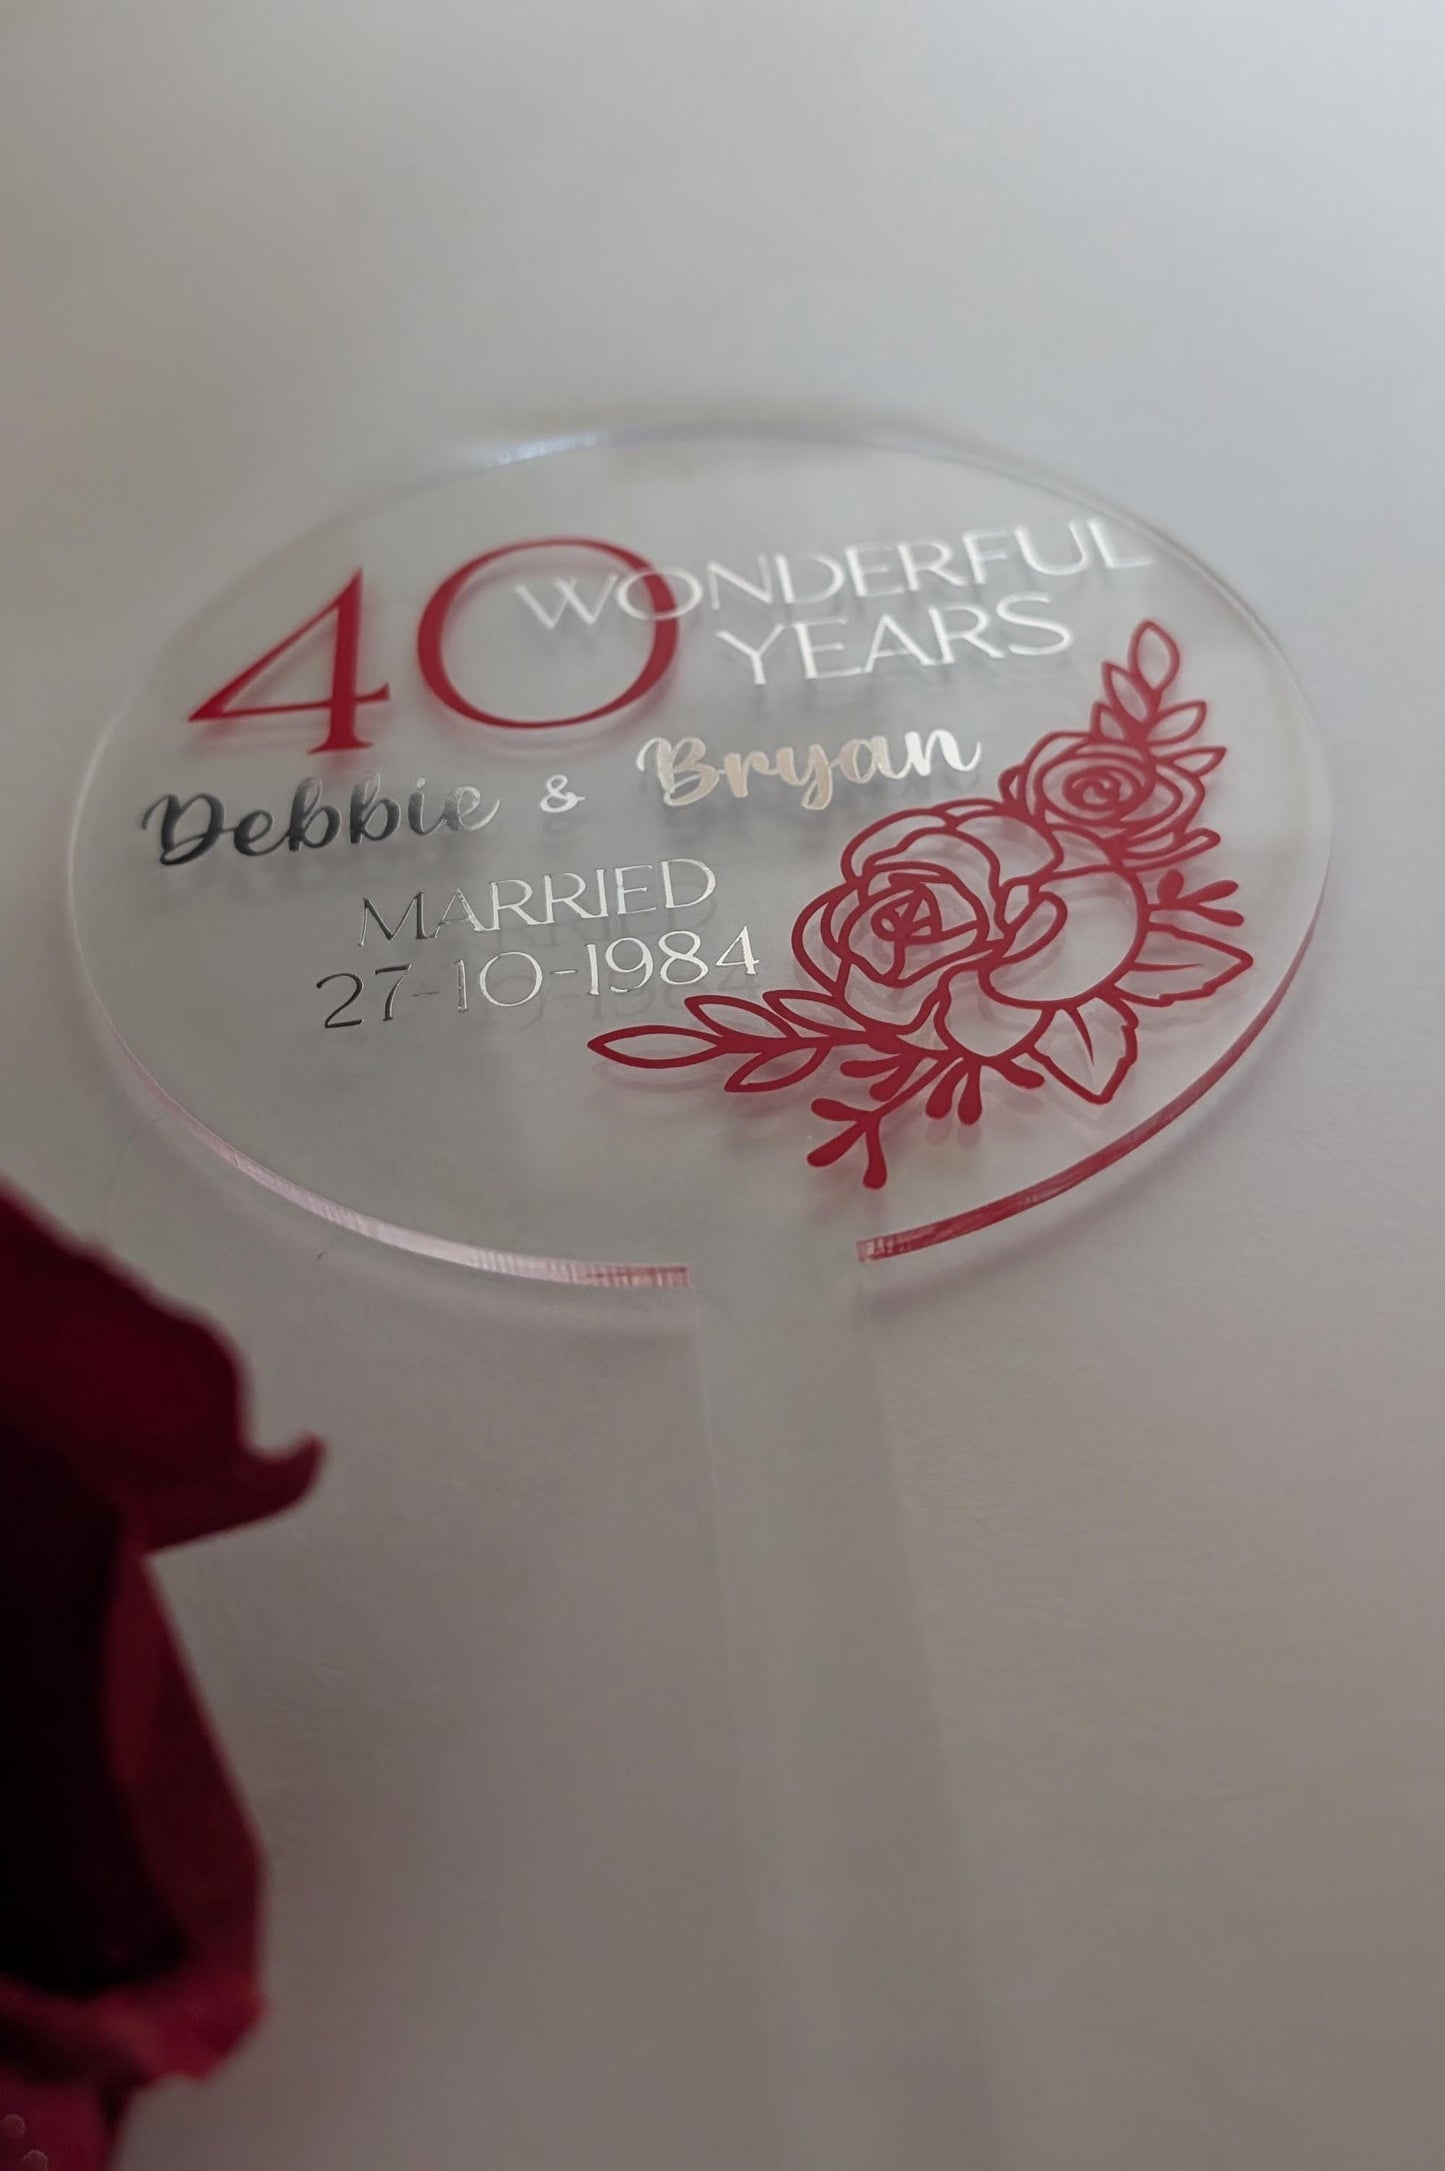 40 WONDERFUL
YEARS
Debbie & Bryan
MARRIED
27-10-1984